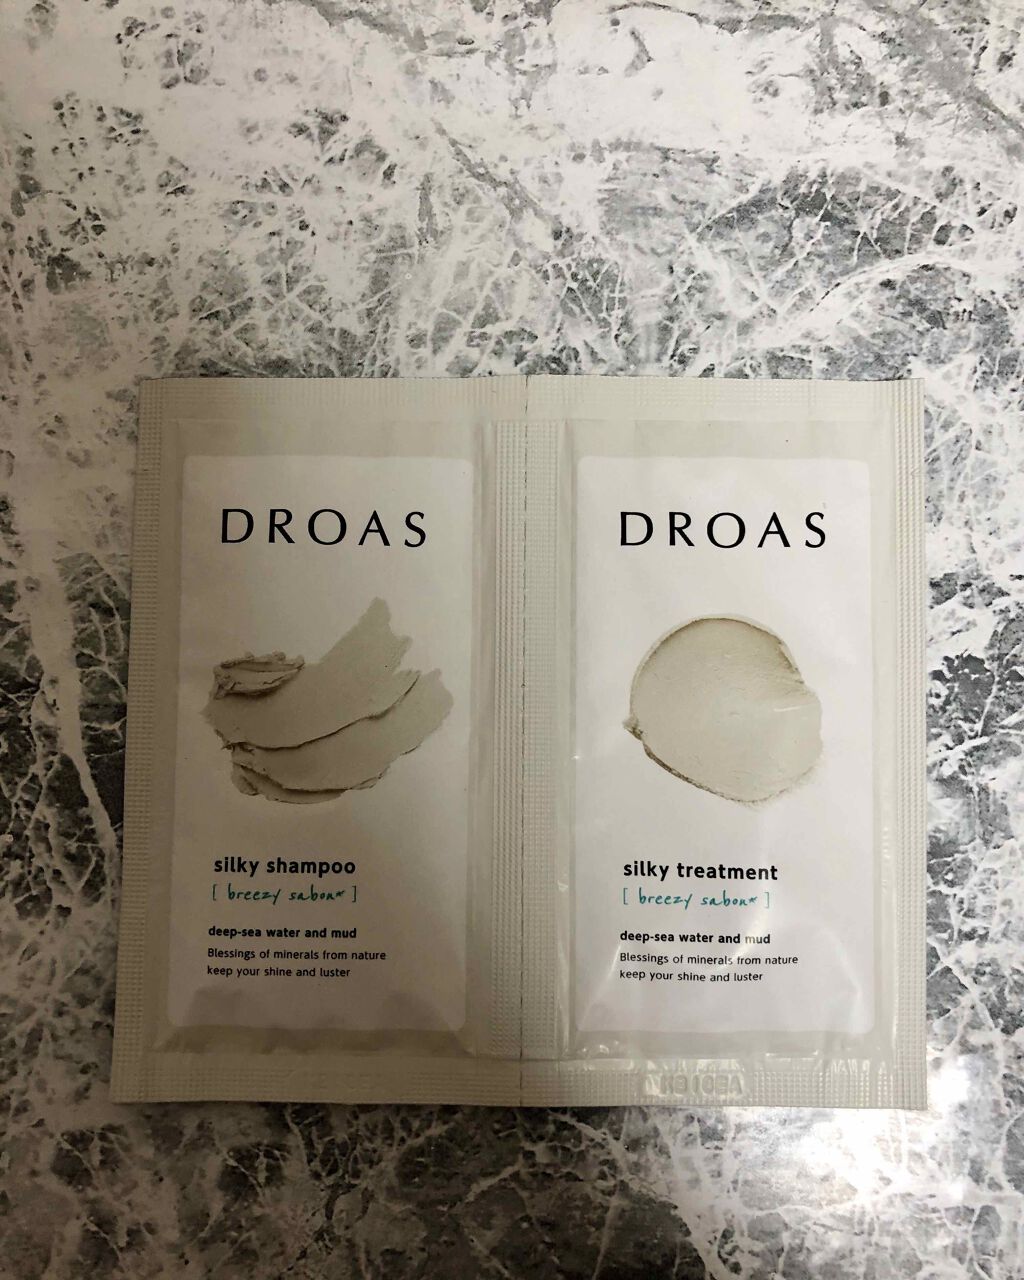 DROAS
silky shampoo
[ breezy sabon* ]
deep-sea water and mud
Blessings of minerals from nature
keep your shine and luster
DROAS
silky treatment
[ breezy sabon* ]
deep-sea water and mud
Blessings of minerals from nature
keep your shine and luster